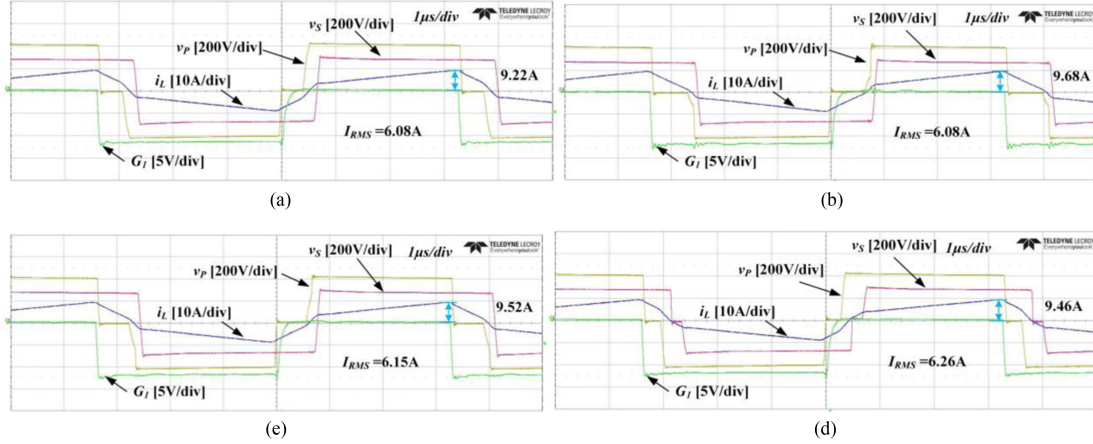 TELEDYNE LECROY
Everywhereyoulook
1μs/div
vS [200V/div]
vP [200V/div]
iL [10A/div]
9.22A
IRMS =6.08A
G1 [5V/div]
(a)
TELEDYNE LECROY
Everywhereyoulook
1μs/div
vS [200V/div]
vP [200V/div]
iL [10A/div]
9.68A
IRMS =6.08A
G1 [5V/div]
(b)
TELEDYNE LECROY
Everywhereyoulook
vS [200V/div] 1μs/div
vP [200V/div]
iL [10A/div]
9.52A
IRMS =6.15A
G1 [5V/div]
(e)
TELEDYNE LECROY
Everywhereyoulook
vS [200V/div] 1μs/div
vP [200V/div]
iL [10A/div]
9.46A
IRMS =6.26A
G1 [5V/div]
(d)